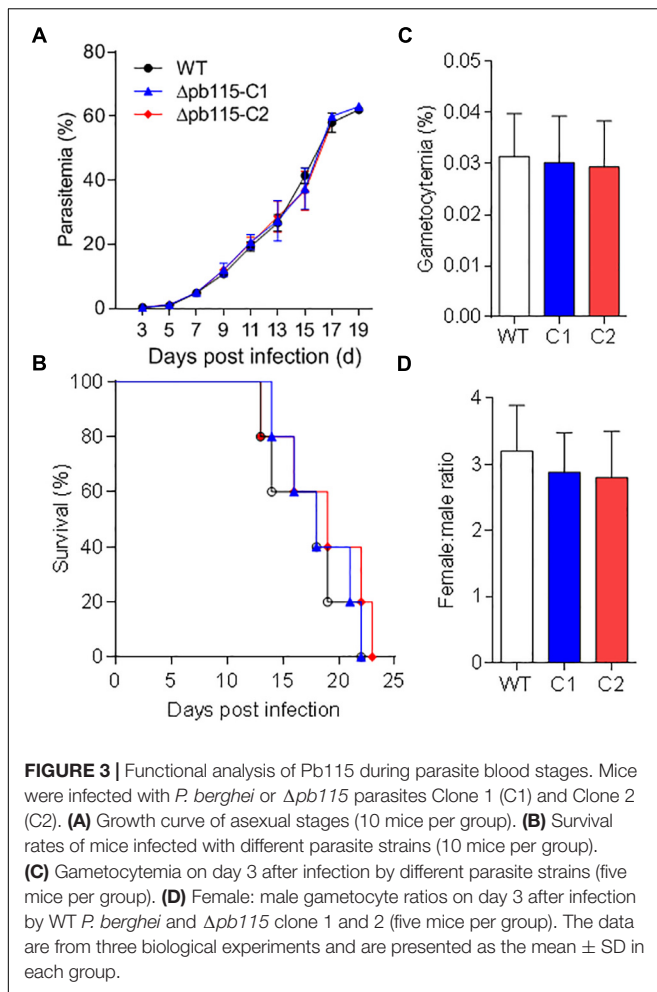 A
WT
Δpb115-C1
Δpb115-C2
Parasitemia (%)
80
60
40
20
0
3 5 7 9 11 13 15 17 19
Days post infection (d)
B
Survival (%)
100
80
60
40
20
0
0 5 10 15 20 25
Days post infection
C
Gametocytemia (%)
0.05
0.04
0.03
0.02
0.01
0.00
WT C1 C2
D
Female:male ratio
4
3
2
1
0
WT C1 C2
FIGURE 3 | Functional analysis of Pb115 during parasite blood stages. Mice
were infected with P. berghei or Δpb115 parasites Clone 1 (C1) and Clone 2
(C2). (A) Growth curve of asexual stages (10 mice per group). (B) Survival
rates of mice infected with different parasite strains (10 mice per group).
(C) Gametocytemia on day 3 after infection by different parasite strains (five
mice per group). (D) Female: male gametocyte ratios on day 3 after infection
by WT P. berghei and Δpb115 clone 1 and 2 (five mice per group). The data
are from three biological experiments and are presented as the mean ± SD in
each group.